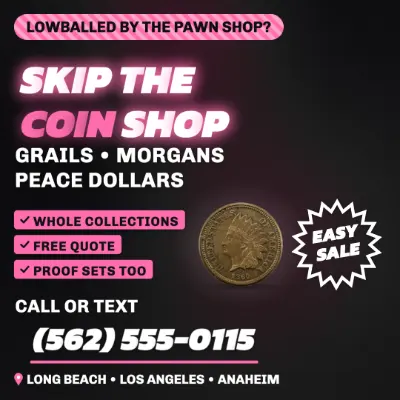 LOWBALLED BY THE PAWN SHOP?
SKIP THE
COIN SHOP
GRAILS • MORGANS
PEACE DOLLARS
WHOLE COLLECTIONS
FREE QUOTE
PROOF SETS TOO
EASY
SALE
CALL OR TEXT
(562) 555-0115
LONG BEACH • LOS ANGELES • ANAHEIM